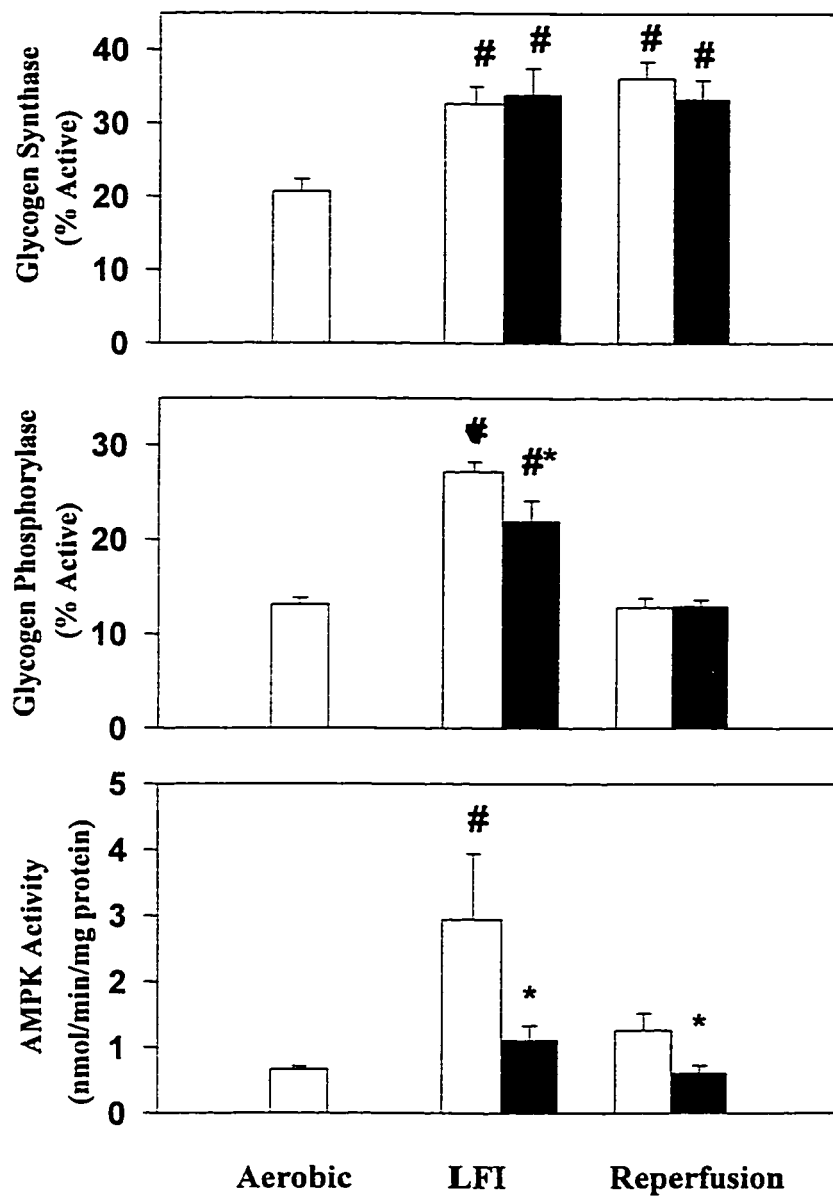 Glycogen Synthase
(% Active)
40
30
20
10
0
# # # #
Glycogen Phosphorylase
(% Active)
30
20
10
0
# #*
AMPK Activity
(nmol/min/mg protein)
5
4
3
2
1
0
# * *
Aerobic LFI Reperfusion